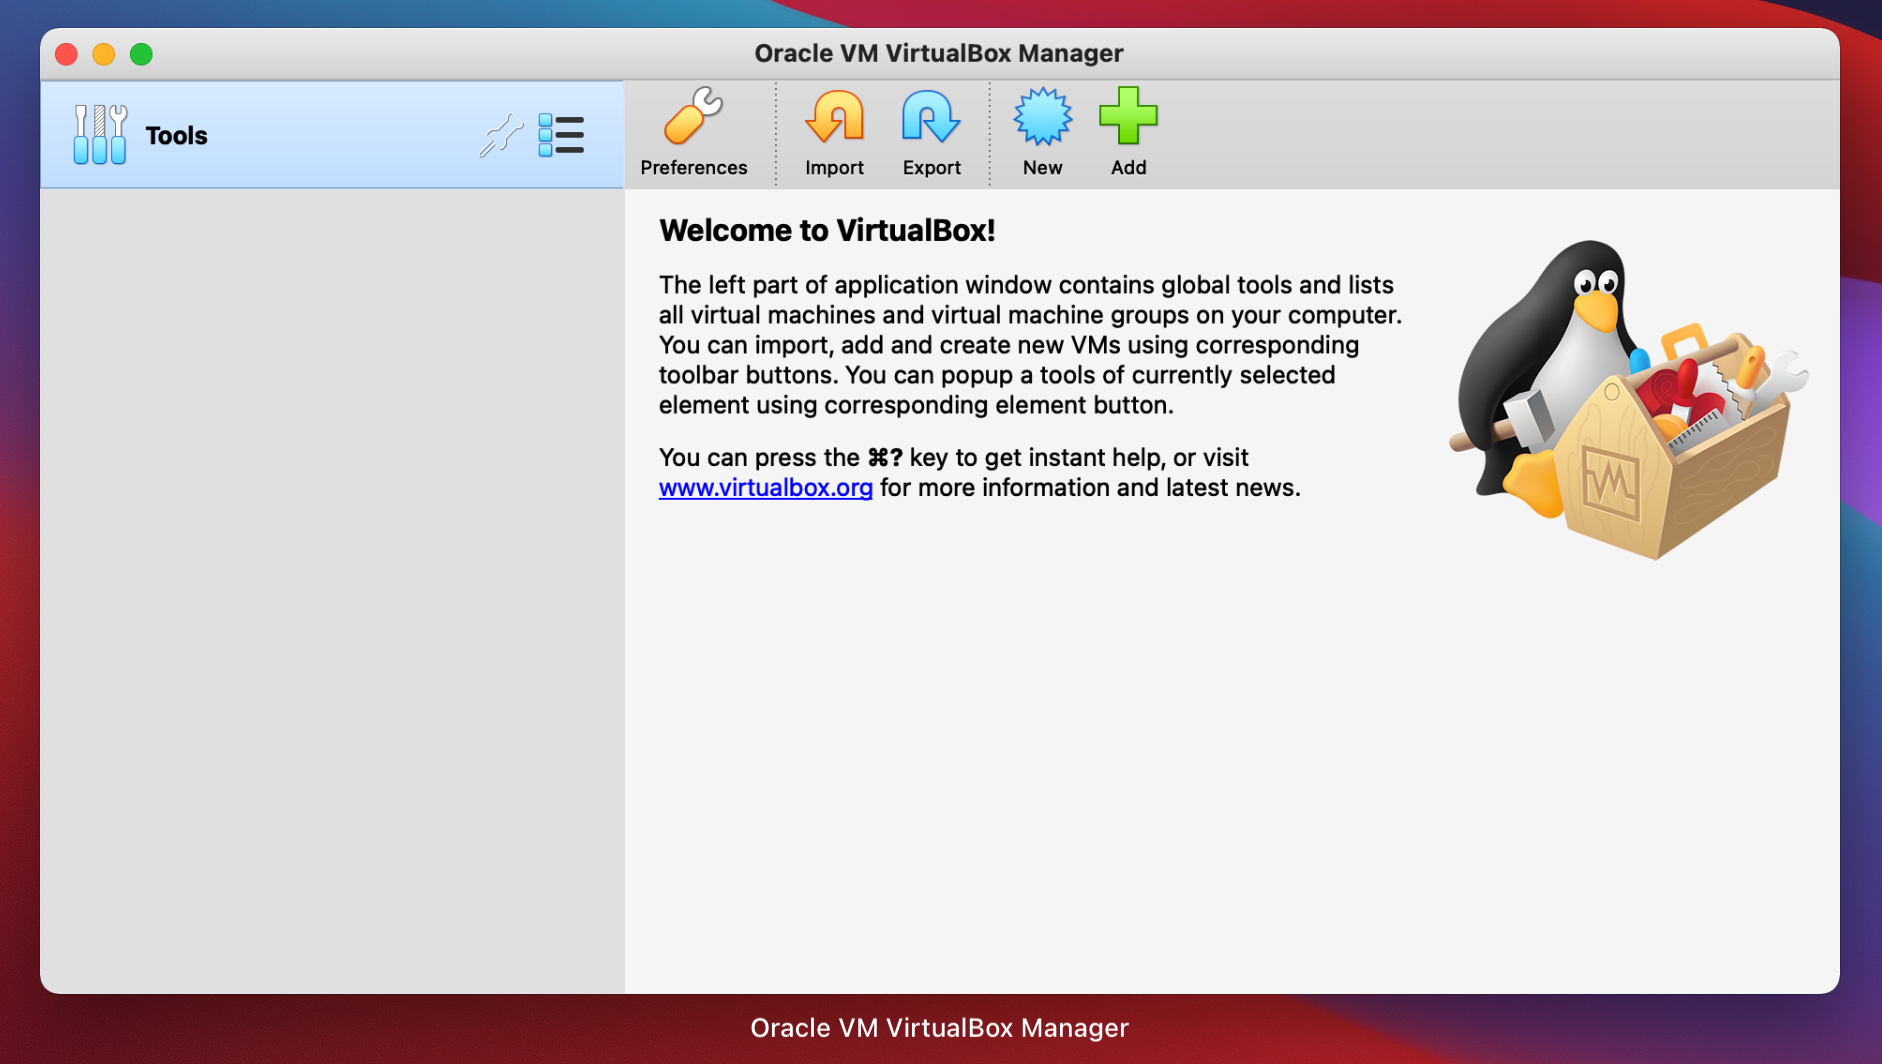 Oracle VM VirtualBox Manager
Tools
Preferences
Import
Export
New
Add
Welcome to VirtualBox!
The left part of application window contains global tools and lists
all virtual machines and virtual machine groups on your computer.
You can import, add and create new VMs using corresponding
toolbar buttons. You can popup a tools of currently selected
element using corresponding element button.
You can press the ⌘? key to get instant help, or visit
www.virtualbox.org for more information and latest news.
Oracle VM VirtualBox Manager